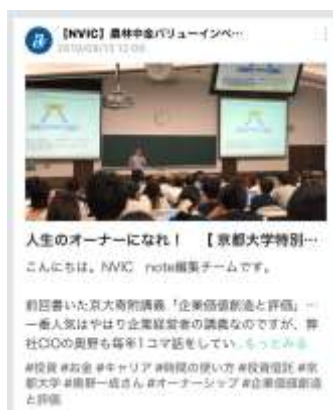 【NVIC】農林中金バリューインベ…
人生のオーナーになれ！ 【京都大学特別…
こんにちは。NVIC note編集チームです。
前回書いた京大寄附講義「企業価値創造と評価」…
一番人気はやはり企業経営者の講義なのですが、弊
社CIOの奥野も毎年1コマ話をしてい…もっとみる
#投資 #お金 #キャリア #時間の使い方 #投資信託 #京
都大学 #奥野一成さん #オーナーシップ #企業価値創造
と評価